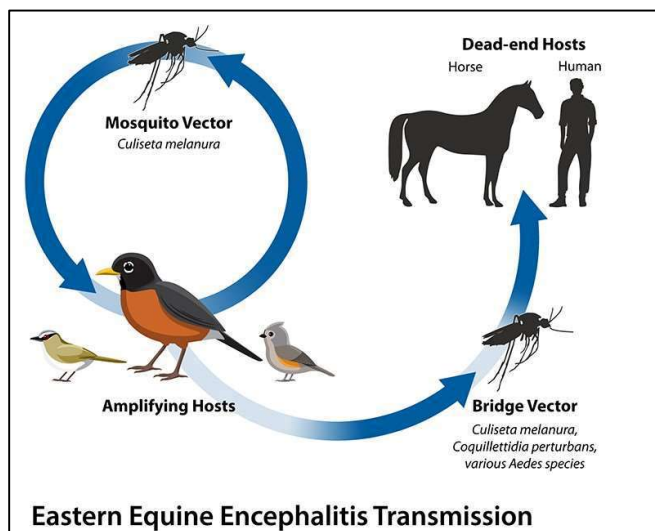 Mosquito Vector
Culiseta melanura
Dead-end Hosts
Horse
Human
Amplifying Hosts
Bridge Vector
Culiseta melanura,
Coquillettidia perturbans,
various Aedes species
Eastern Equine Encephalitis Transmission